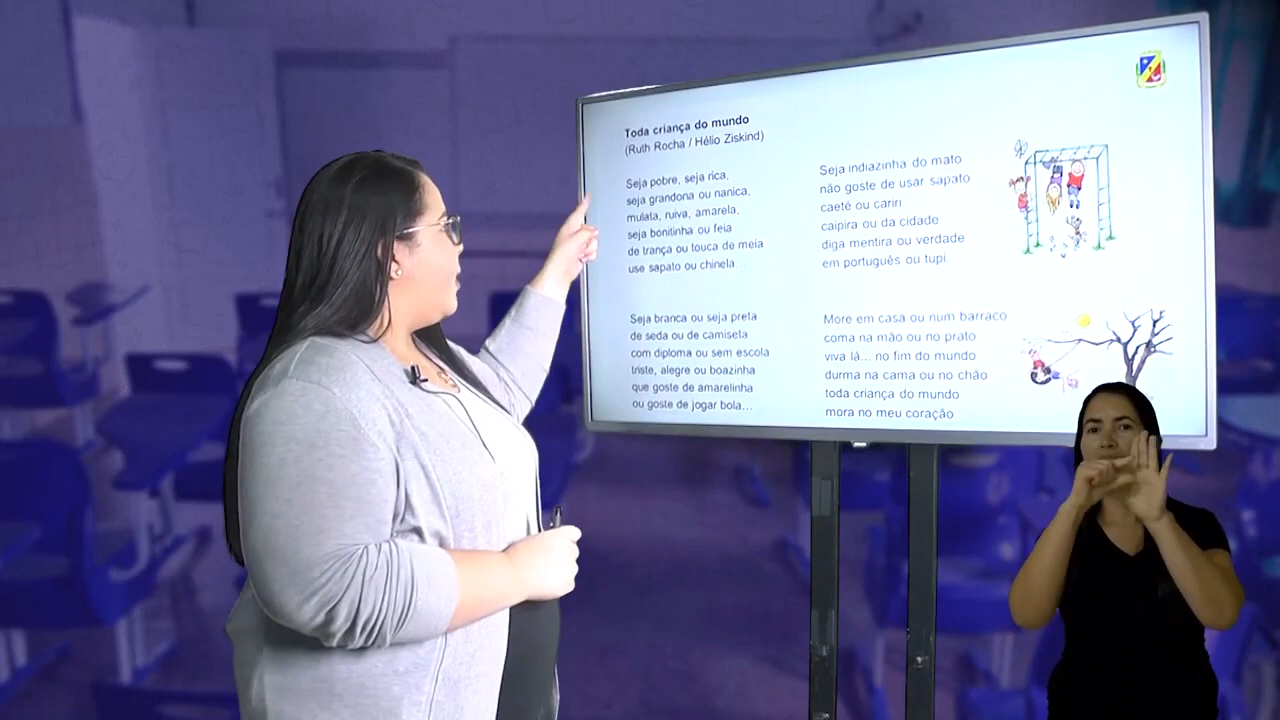 Toda criança do mundo
(Ruth Rocha / Hélio Ziskind)
Seja pobre, seja rica,
seja grandona ou nanica,
mulata, ruiva, amarela,
seja bonitinha ou feia
de trança ou touca de meia
use sapato ou chinela...
Seja branca ou seja preta
de seda ou de camiseta
com diploma ou sem escola
triste, alegre ou boazinha
que goste de amarelinha
ou goste de jogar bola...
Seja indiazinha do mato
não goste de usar sapato
caeté ou cariri
caipira ou da cidade
diga mentira ou verdade
em português ou tupi.
More em casa ou num barraco
coma na mão ou no prato
viva lá... no fim do mundo
durma na cama ou no chão
toda criança do mundo
mora no meu coração